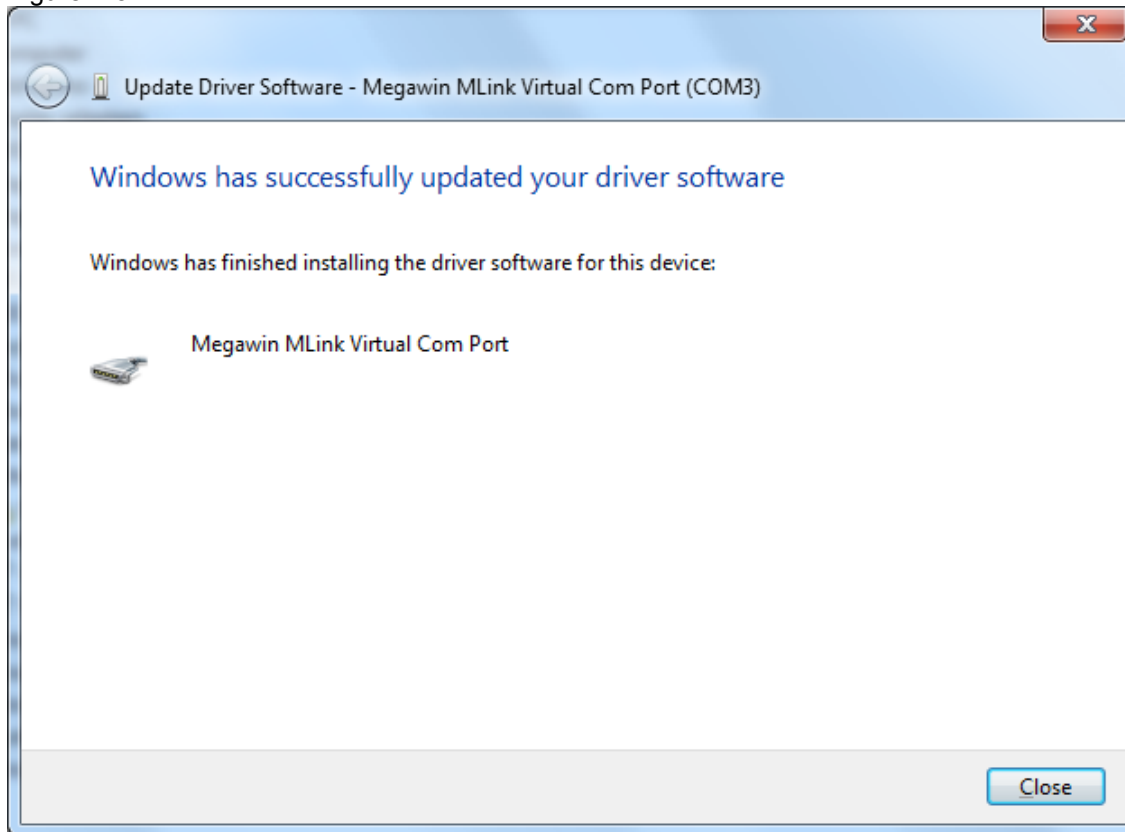 Update Driver Software - Megawin MLink Virtual Com Port (COM3)
Windows has successfully updated your driver software
Windows has finished installing the driver software for this device:
Megawin MLink Virtual Com Port
Close